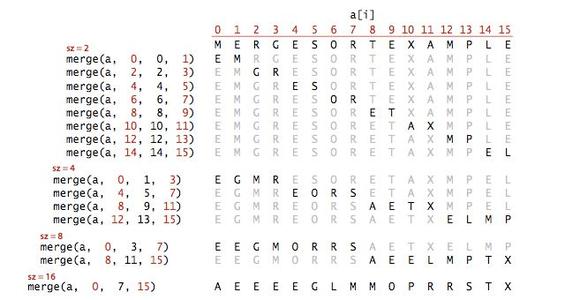 a[i]
0 1 2 3 4 5 6 7 8 9 10 11 12 13 14 15
sz=2 M E R G E S O R T E X A M P L E
merge(a, 0, 0, 1) E M R G E S O R T E X A M P L E
merge(a, 2, 2, 3) E M G R E S O R T E X A M P L E
merge(a, 4, 4, 5) E M G R E S O R T E X A M P L E
merge(a, 6, 6, 7) E M G R E S O R T E X A M P L E
merge(a, 8, 8, 9) E M G R E S O R E T X A M P L E
merge(a, 10, 10, 11) E M G R E S O R E T A X M P L E
merge(a, 12, 12, 13) E M G R E S O R E T A X M P L E
merge(a, 14, 14, 15) E M G R E S O R E T A X M P E L
sz=4
merge(a, 0, 1, 3) E G M R E S O R E T A X M P E L
merge(a, 4, 5, 7) E G M R E O R S E T A X M P E L
merge(a, 8, 9, 11) E G M R E O R S A E T X M P E L
merge(a, 12, 13, 15) E G M R E O R S A E T X E L M P
sz=8
merge(a, 0, 3, 7) E E G M O R R S A E T X E L M P
merge(a, 8, 11, 15) E E G M O R R S A E E L M P T X
sz=16
merge(a, 0, 7, 15) A E E E E G L M M O P R R S T X